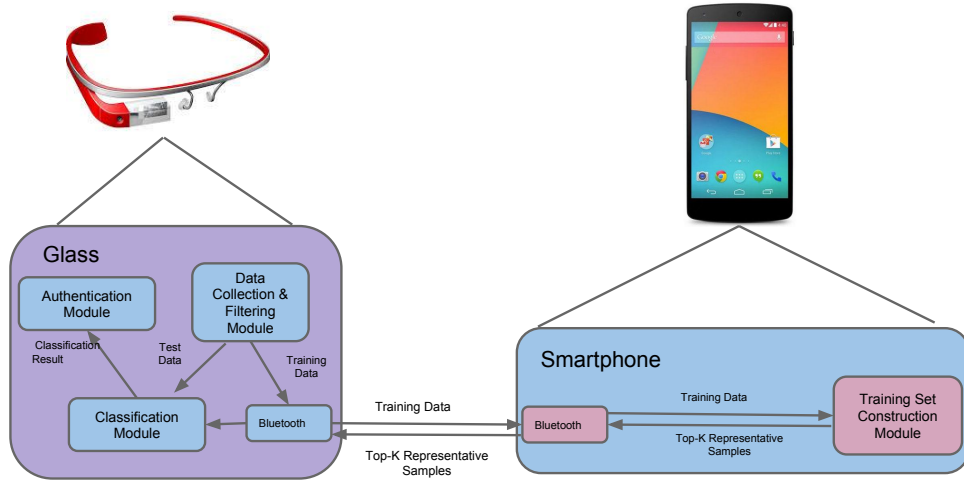 Glass
Authentication
Module
Data
Collection &
Filtering
Module
Classification
Result
Test
Data
Training
Data
Classification
Module
Bluetooth
Training Data
Top-K Representative
Samples
Smartphone
Bluetooth
Training Data
Top-K Representative
Samples
Training Set
Construction
Module